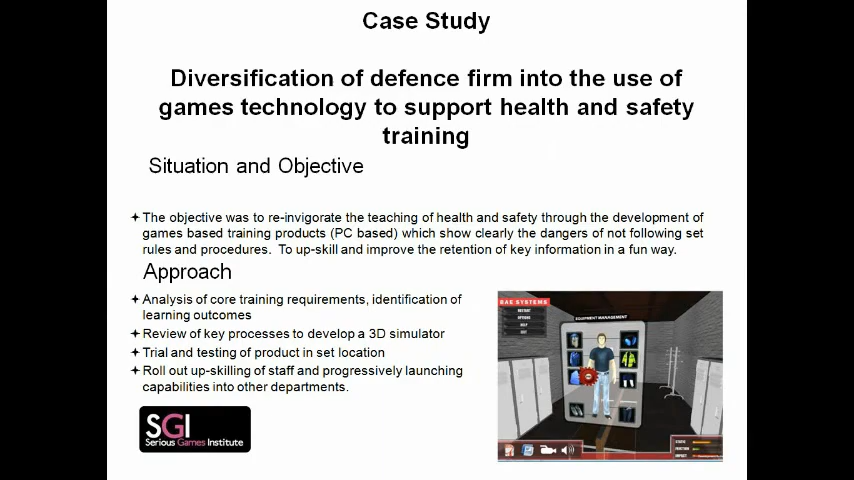 Case Study
Diversification of defence firm into the use of
games technology to support health and safety
training
Situation and Objective
The objective was to re-invigorate the teaching of health and safety through the development of
games based training products (PC based) which show clearly the dangers of not following set
rules and procedures. To up-skill and improve the retention of key information in a fun way.
Approach
Analysis of core training requirements, identification of
learning outcomes
Review of key processes to develop a 3D simulator
Trial and testing of product in set location
Roll out up-skilling of staff and progressively launching
capabilities into other departments.
SGI
Serious Games Institute
BAE SYSTEMS
RESTART
OPTIONS
HELP
EXIT
EQUIPMENT MANAGEMENT